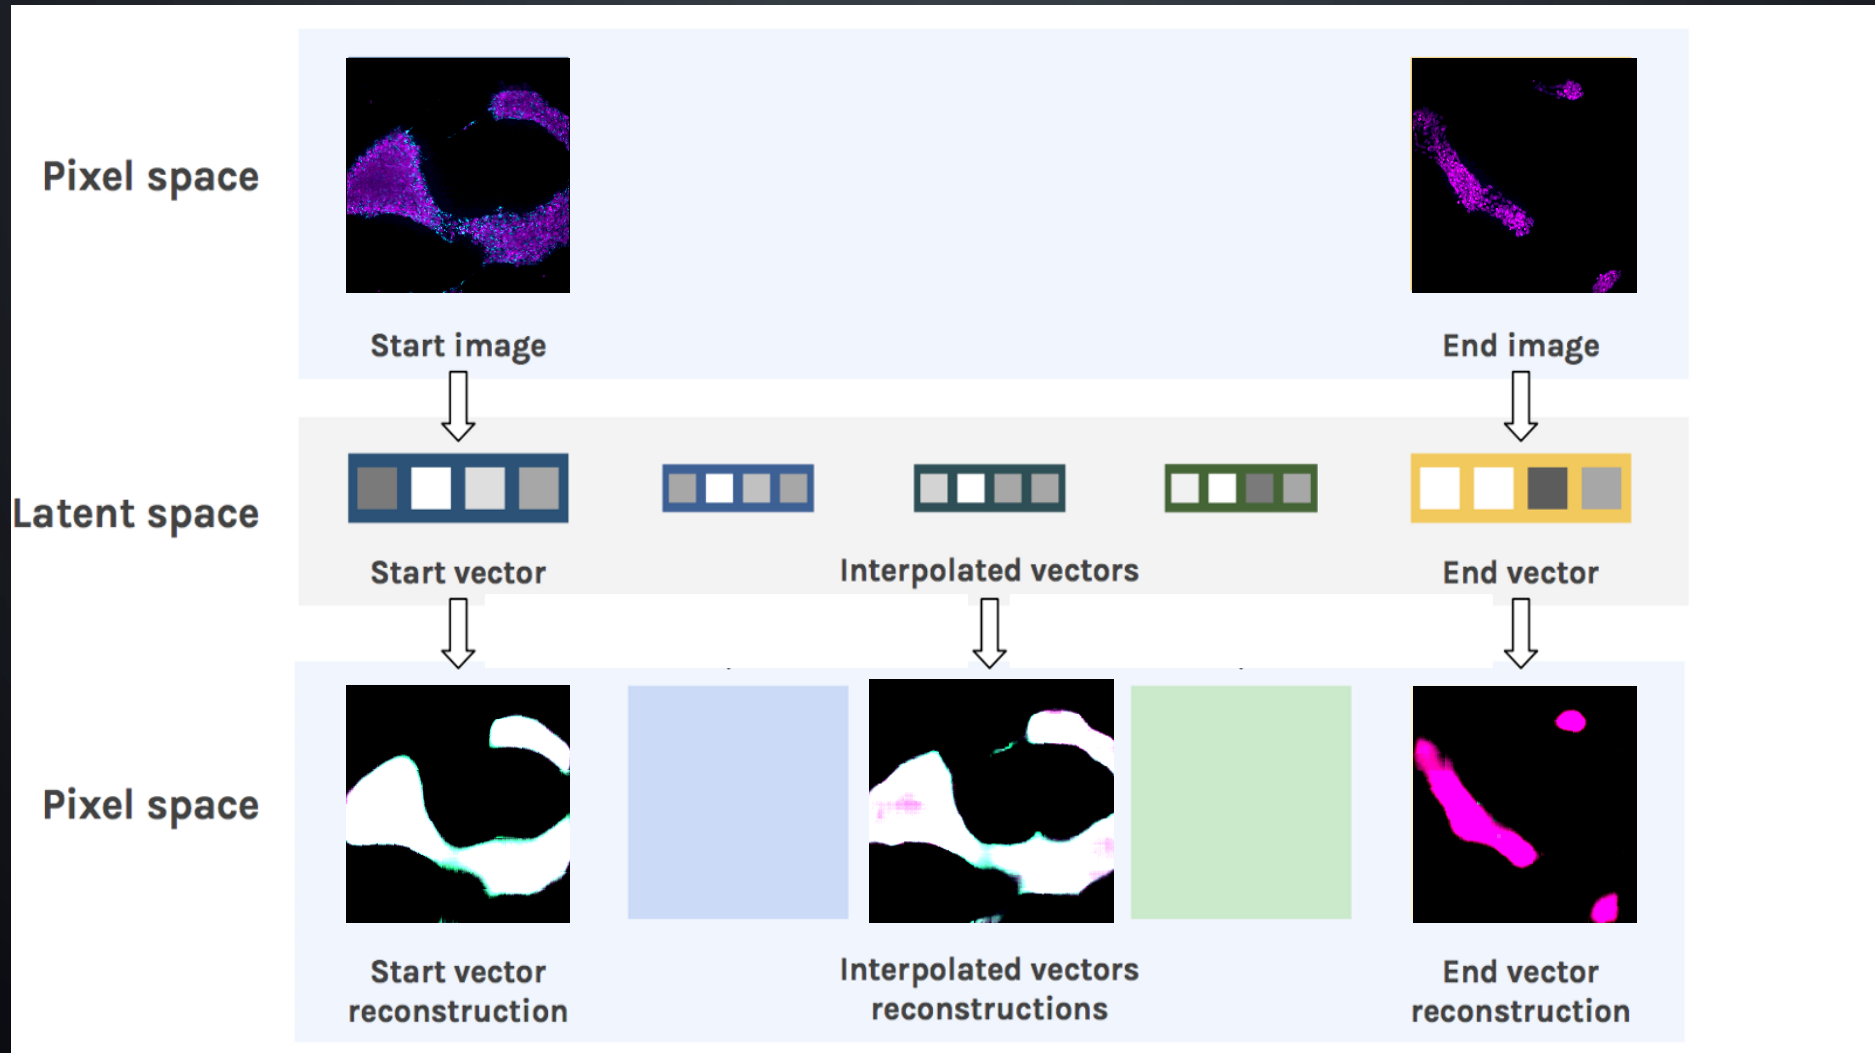 Pixel space
Start image
End image
Latent space
Start vector
Interpolated vectors
End vector
Pixel space
Start vector
reconstruction
Interpolated vectors
reconstructions
End vector
reconstruction